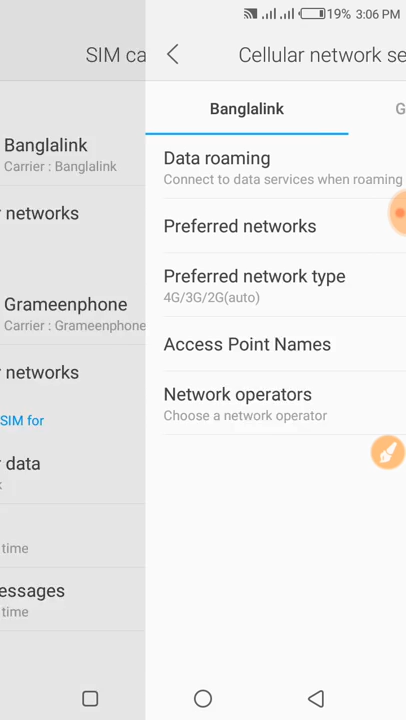 19% 3:06 PM
SIM ca
Banglalink
Carrier : Banglalink
networks
Grameenphone
Carrier : Grameenphone
networks
SIM for
data
time
essages
time
Cellular network se
Banglalink
G
Data roaming
Connect to data services when roaming
Preferred networks
Preferred network type
4G/3G/2G(auto)
Access Point Names
Network operators
Choose a network operator